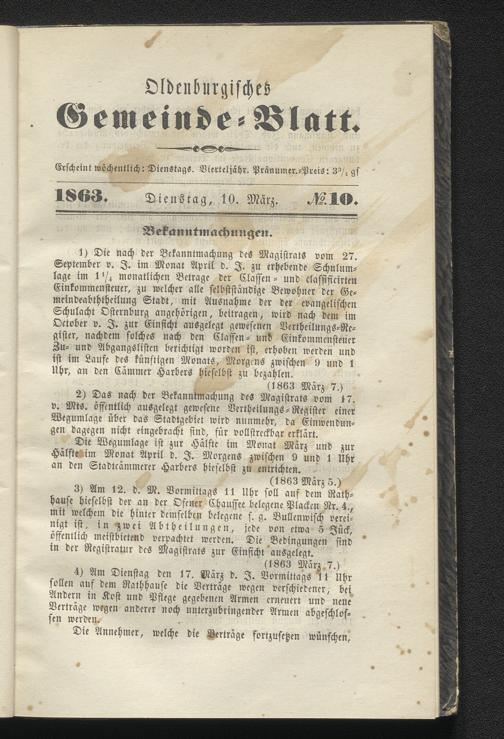 Oldenburgisches
Gemeinde=Blatt.
Erscheint wöchentlich: Dienstags. Vierteljähr. Pränumer.=Preis: 3³/₄ gſ
1863. Dienstag, 10. März. №. 10.
Bekanntmachungen.
1) Die nach der Bekanntmachung des Magistrats vom 27.
September v. J. im Monat April d. J. zu erhebende Schulum=
lage im 1¹/₄ monatlichen Betrage der Classen= und classificirten
Einkommensteuer, zu welcher alle selbstständige Bewohner der Ge=
meindeabtheilung Stadt, mit Ausnahme der der evangelischen
Schulacht Osternburg angehörigen, beitragen, wird nach dem im
October v. J. zur Einsicht ausgelegt gewesenen Vertheilungs=Re=
gister, nachdem solches nach den Classen= und Einkommensteuer
Zu= und Abgangslisten berichtigt worden ist, erhoben werden und
ist im Laufe des künftigen Monats, Morgens zwischen 9 und 1
Uhr, an den Cämmer Harbers hieselbst zu bezahlen.
(1863 März 7.)
2) Das nach der Bekanntmachung des Magistrats vom 17.
v. Mts. öffentlich ausgelegt gewesene Vertheilungs=Register einer
Wegumlage über das Stadtgebiet wird nunmehr, da Einwendun=
gen dagegen nicht eingebracht sind, für vollstreckbar erklärt.
Die Wegumlage ist zur Hälfte im Monat März und zur
Hälfte im Monat April d. J. Morgens zwischen 9 und 1 Uhr
an den Stadtcämmerer Harbers hieselbst zu entrichten.
(1863 März 5.)
3) Am 12. d. M. Vormittags 11 Uhr soll auf dem Rath=
hause hieselbst der an der Ofener Chaussee belegene Placken Nr. 4.,
mit welchem die hinter demselben belegene s. g. Bullenwisch verei=
nigt ist, in zwei Abtheilungen, jede von etwa 5 Jück,
öffentlich meistbietend verpachtet werden. Die Bedingungen sind
in der Registratur des Magistrats zur Einsicht ausgelegt.
(1863 März 7.)
4) Am Dienstag den 17. März d. J. Vormittags 11 Uhr
sollen auf dem Rathhause die Verträge wegen verschiedener, bei
Andern in Kost und Pflege gegebenen Armen erneuert und neue
Verträge wegen anderer noch unterzubringender Armen abgeschlos=
sen werden.
Die Annehmer, welche die Verträge fortzusetzen wünschen,